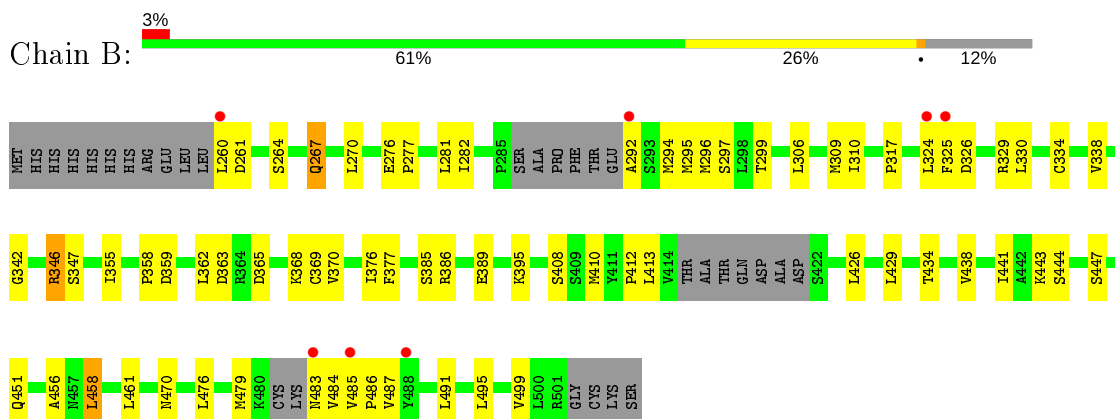 3%
Chain B:
61% 26% • 12%
MET HIS HIS HIS HIS HIS HIS ARG GLU LEU LEU L260 D261 S264 Q267 L270 E276 P277 L281 I282 P285 SER ALA PRO PHE THR GLU A292 S293 M294 M295 M296 S297 L298 T299 L306 M309 I310 P317 L324 F325 D326 R329 L330 C334 V338
G342 R346 S347 I355 P358 D359 L362 D363 R364 D365 K368 C369 V370 I376 F377 S385 R386 E389 K395 S408 S409 M410 Y411 P412 L413 V414 THR ALA THR GLN ASP ALA ASP S422 L426 L429 T434 V438 I441 A442 K443 S444 S447
Q451 A456 N457 L458 L461 N470 L476 M479 K480 CYS LYS N483 V484 V485 P486 V487 Y488 L491 L495 V499 L500 R501 GLY CYS LYS SER